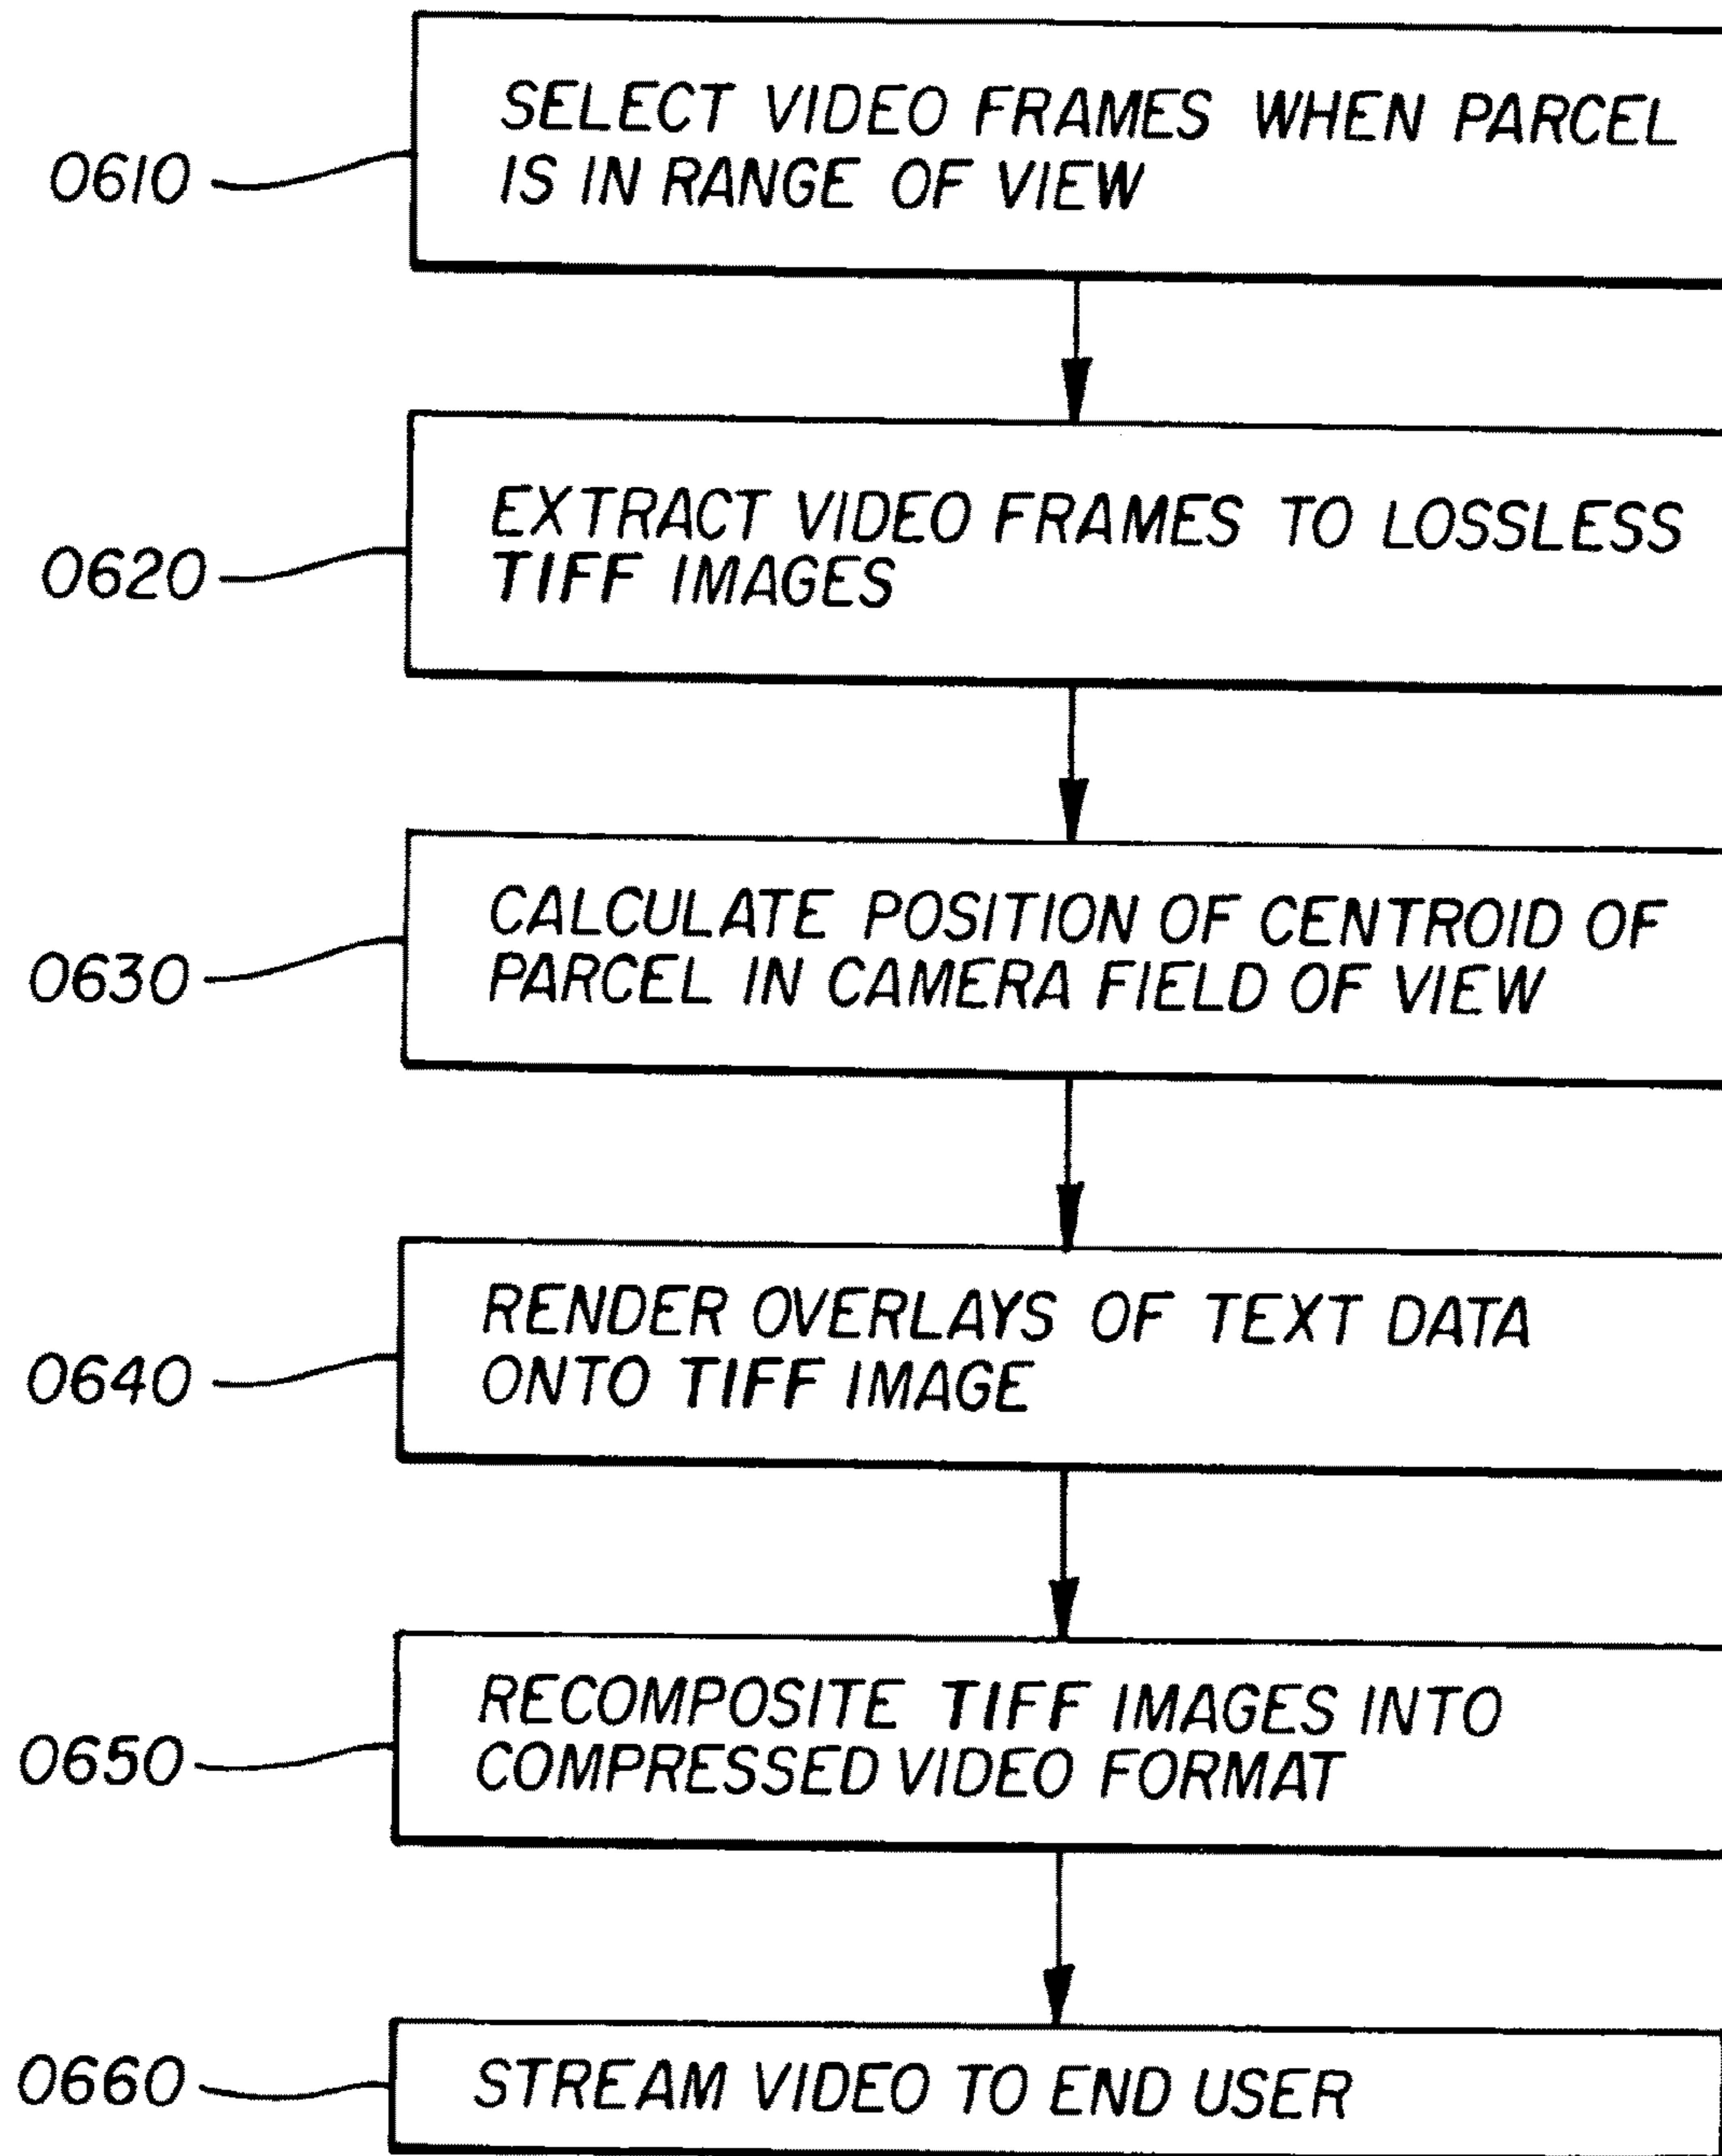 0610
SELECT VIDEO FRAMES WHEN PARCEL
IS IN RANGE OF VIEW
0620
EXTRACT VIDEO FRAMES TO LOSSLESS
TIFF IMAGES
0630
CALCULATE POSITION OF CENTROID OF
PARCEL IN CAMERA FIELD OF VIEW
0640
RENDER OVERLAYS OF TEXT DATA
ONTO TIFF IMAGE
0650
RECOMPOSITE TIFF IMAGES INTO
COMPRESSED VIDEO FORMAT
0660
STREAM VIDEO TO END USER